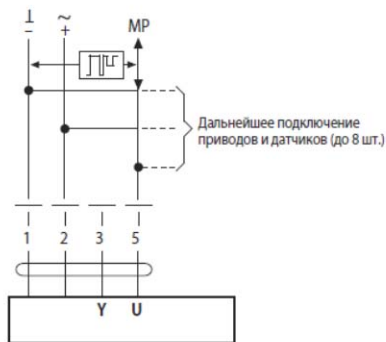 ⊥ ~ MP
− +
Дальнейшее подключение
приводов и датчиков (до 8 шт.)
1 2 3 5
Y U